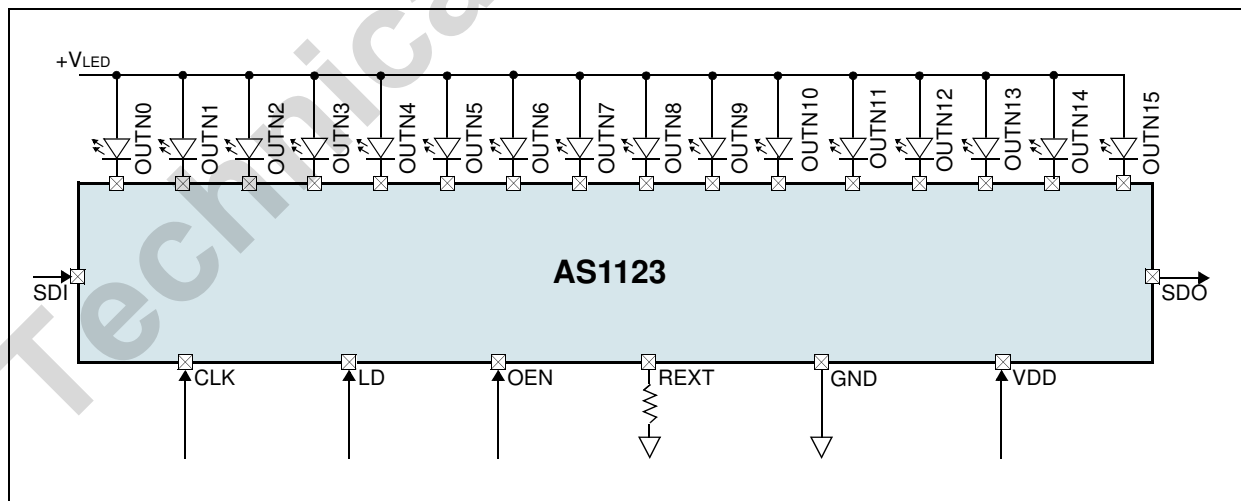 Technica
+VLED
OUTN0
OUTN1
OUTN2
OUTN3
OUTN4
OUTN5
OUTN6
OUTN7
OUTN8
OUTN9
OUTN10
OUTN11
OUTN12
OUTN13
OUTN14
OUTN15
AS1123
SDI
SDO
CLK
LD
OEN
REXT
GND
VDD